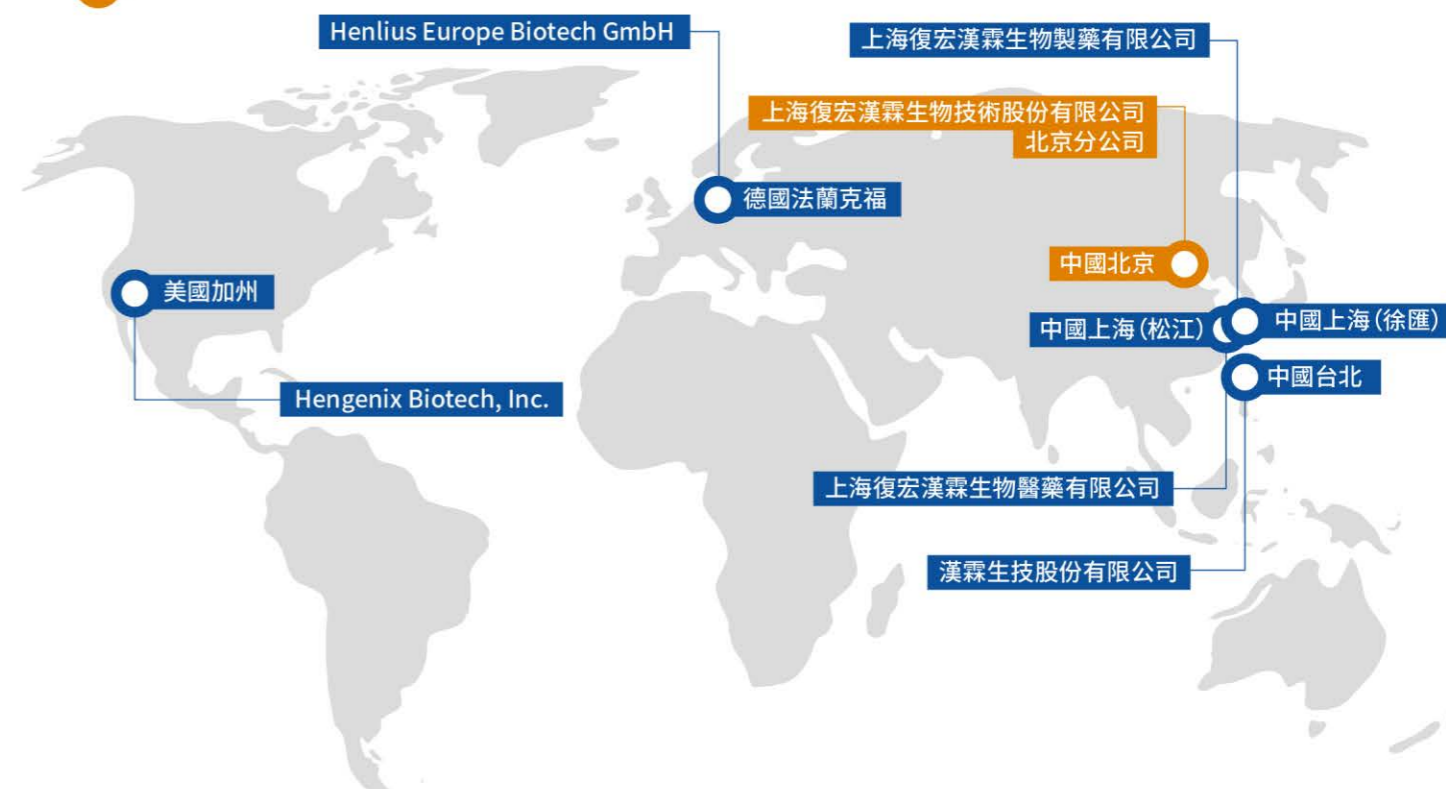 Henlius Europe Biotech GmbH
上海復宏漢霖生物製藥有限公司
上海復宏漢霖生物技術股份有限公司
北京分公司
德國法蘭克福
中國北京
美國加州
中國上海(松江)
中國上海(徐匯)
中國台北
Hengenix Biotech, Inc.
上海復宏漢霖生物醫藥有限公司
漢霖生技股份有限公司